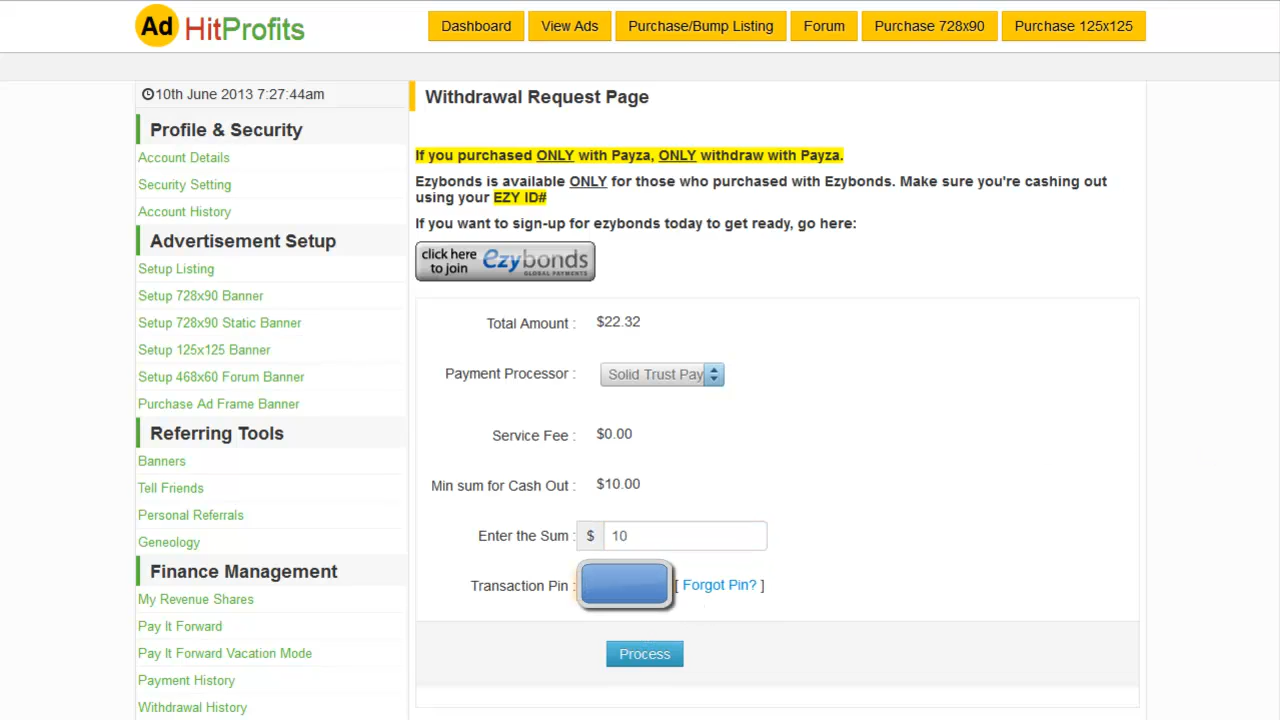 Ad HitProfits
Dashboard
View Ads
Purchase/Bump Listing
Forum
Purchase 728x90
Purchase 125x125
10th June 2013 7:27:44am
Profile & Security
Account Details
Security Setting
Account History
Advertisement Setup
Setup Listing
Setup 728x90 Banner
Setup 728x90 Static Banner
Setup 125x125 Banner
Setup 468x60 Forum Banner
Purchase Ad Frame Banner
Referring Tools
Banners
Tell Friends
Personal Referrals
Geneology
Finance Management
My Revenue Shares
Pay It Forward
Pay It Forward Vacation Mode
Payment History
Withdrawal History
Withdrawal Request Page
If you purchased ONLY with Payza, ONLY withdraw with Payza.
Ezybonds is available ONLY for those who purchased with Ezybonds. Make sure you're cashing out
using your EZY ID#
If you want to sign-up for ezybonds today to get ready, go here:
click here
to join
ezybonds
GLOBAL PAYMENTS
Total Amount : $22.32
Payment Processor : Solid Trust Pay
Service Fee : $0.00
Min sum for Cash Out : $10.00
Enter the Sum : $ 10
Transaction Pin : [ Forgot Pin? ]
Process